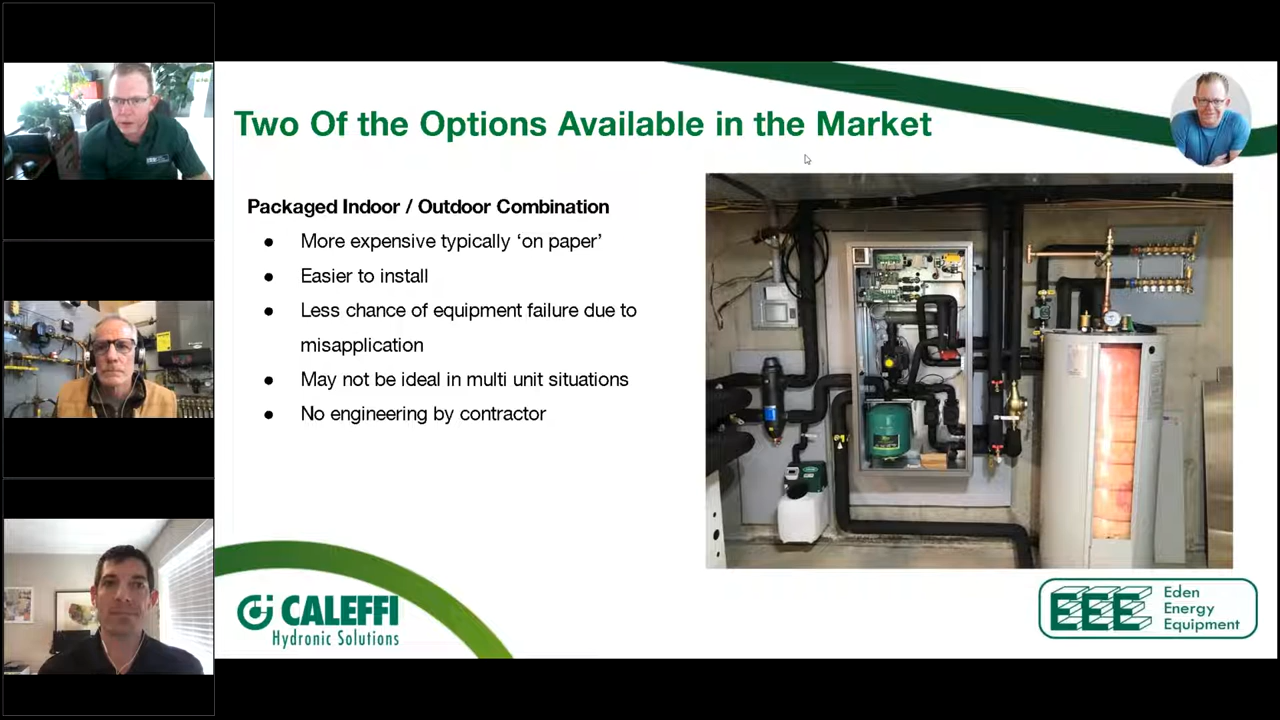 Two Of the Options Available in the Market
Packaged Indoor / Outdoor Combination
● More expensive typically ‘on paper’
● Easier to install
● Less chance of equipment failure due to
misapplication
● May not be ideal in multi unit situations
● No engineering by contractor
CALEFFI
Hydronic Solutions
EEE
Eden
Energy
Equipment